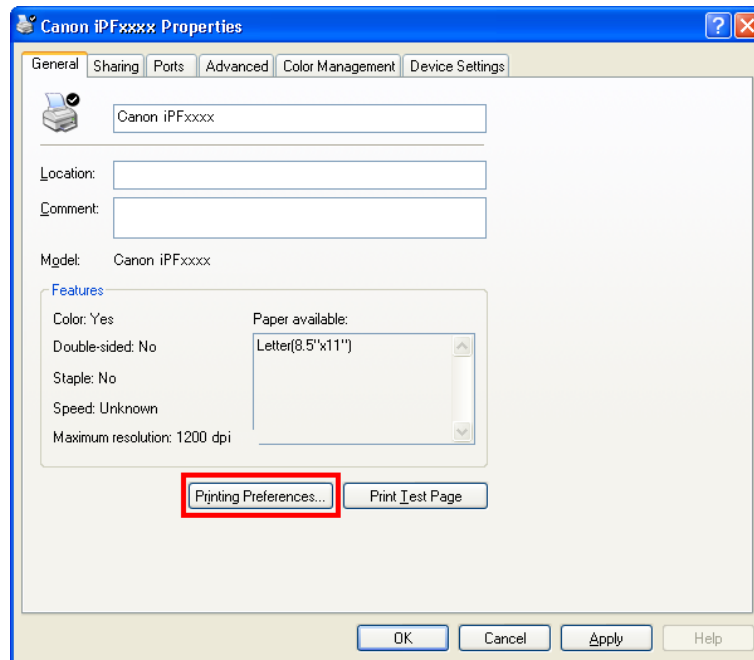 Canon iPFxxxx Properties
General Sharing Ports Advanced Color Management Device Settings
Canon iPFxxxx
Location:
Comment:
Model: Canon iPFxxxx
Features
Color: Yes Paper available:
Double-sided: No Letter(8.5"x11")
Staple: No
Speed: Unknown
Maximum resolution: 1200 dpi
Printing Preferences... Print Test Page
OK Cancel Apply Help